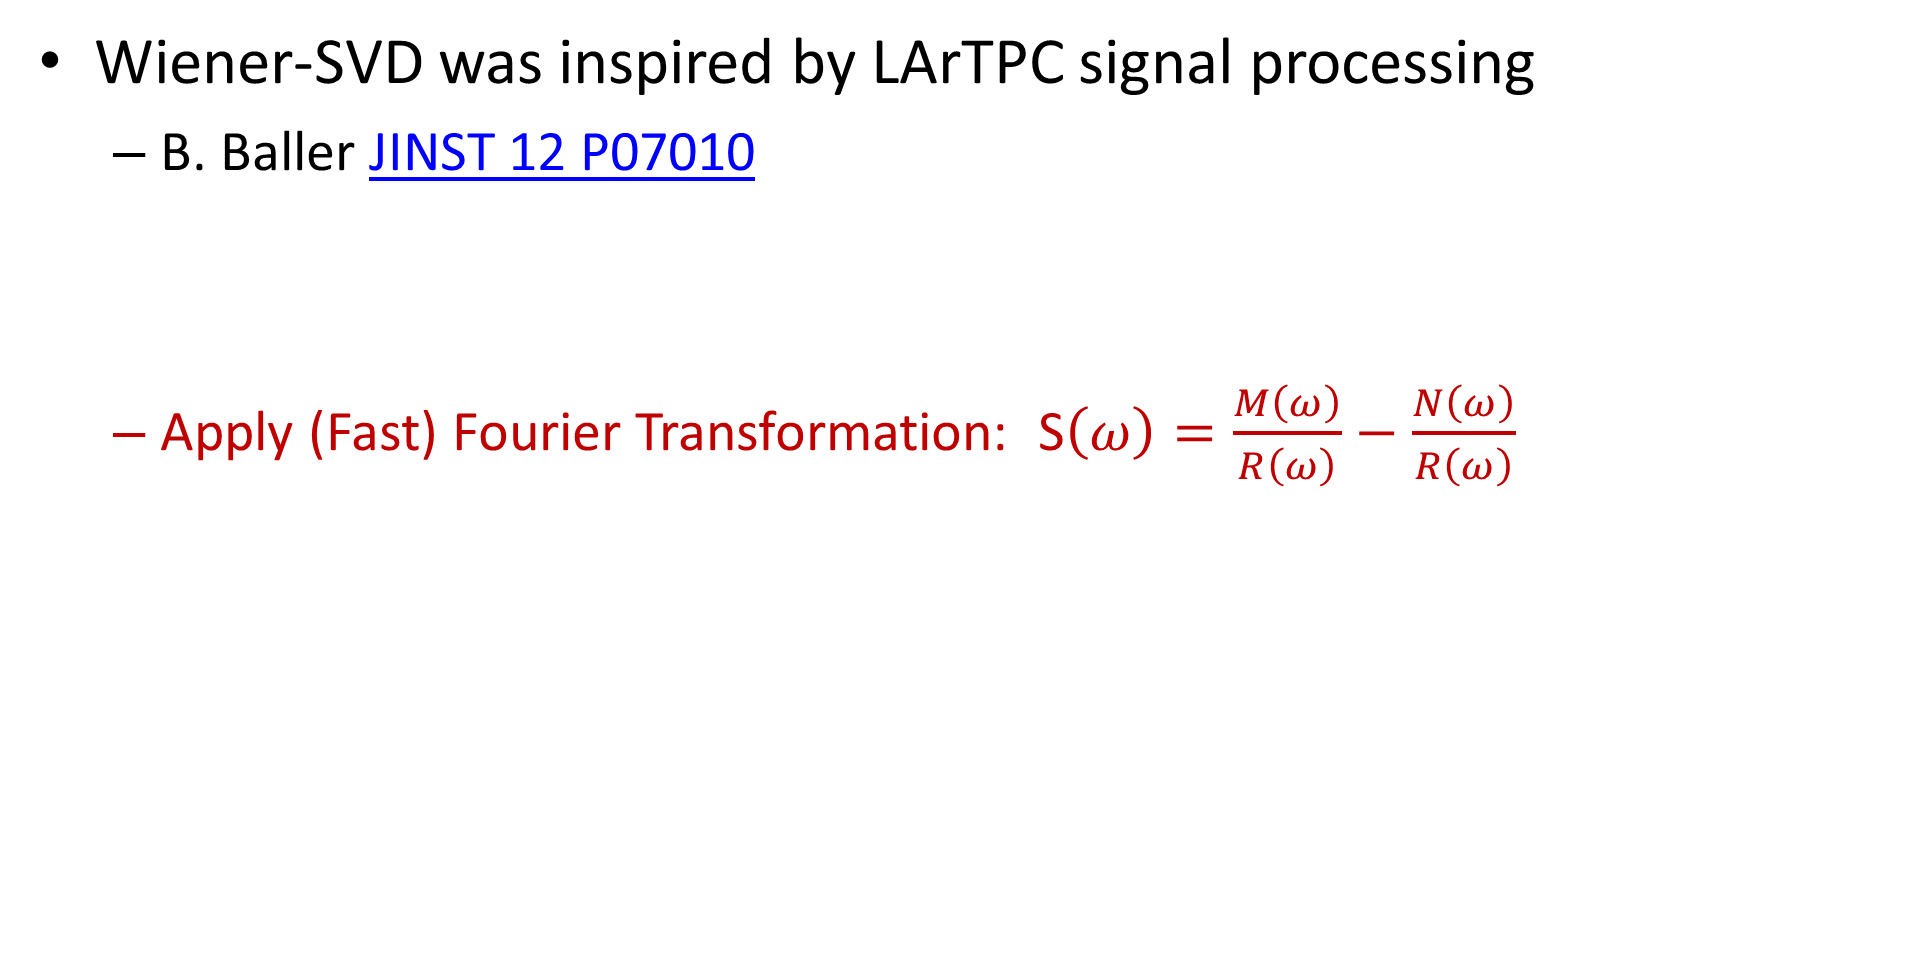 • Wiener-SVD was inspired by LArTPC signal processing
– B. Baller JINST 12 P07010
– Apply (Fast) Fourier Transformation: S(ω) = M(ω)/R(ω) − N(ω)/R(ω)